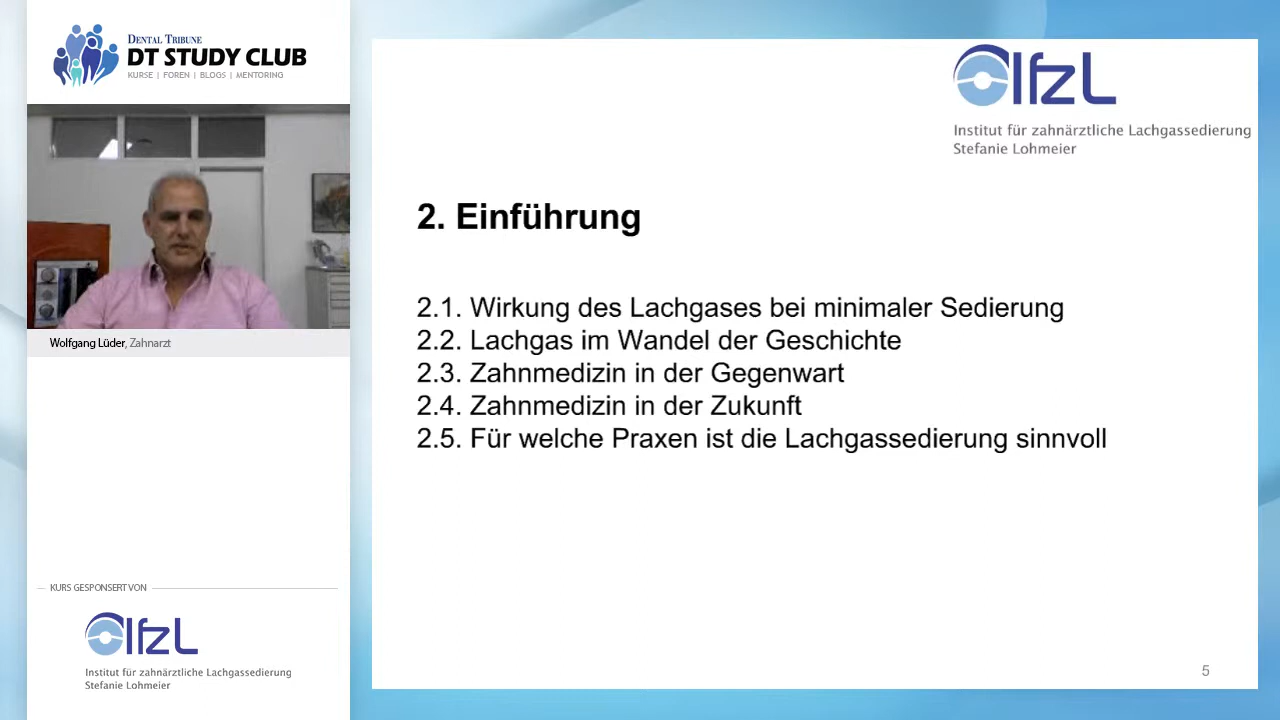 DENTAL TRIBUNE
DT STUDY CLUB
KURSE | FOREN | BLOGS | MENTORING
Wolfgang Lüder, Zahnarzt
KURS GESPONSERT VON
IfzL
Institut für zahnärztliche Lachgassedierung
Stefanie Lohmeier
IfzL
Institut für zahnärztliche Lachgassedierung
Stefanie Lohmeier
2. Einführung
2.1. Wirkung des Lachgases bei minimaler Sedierung
2.2. Lachgas im Wandel der Geschichte
2.3. Zahnmedizin in der Gegenwart
2.4. Zahnmedizin in der Zukunft
2.5. Für welche Praxen ist die Lachgassedierung sinnvoll
5